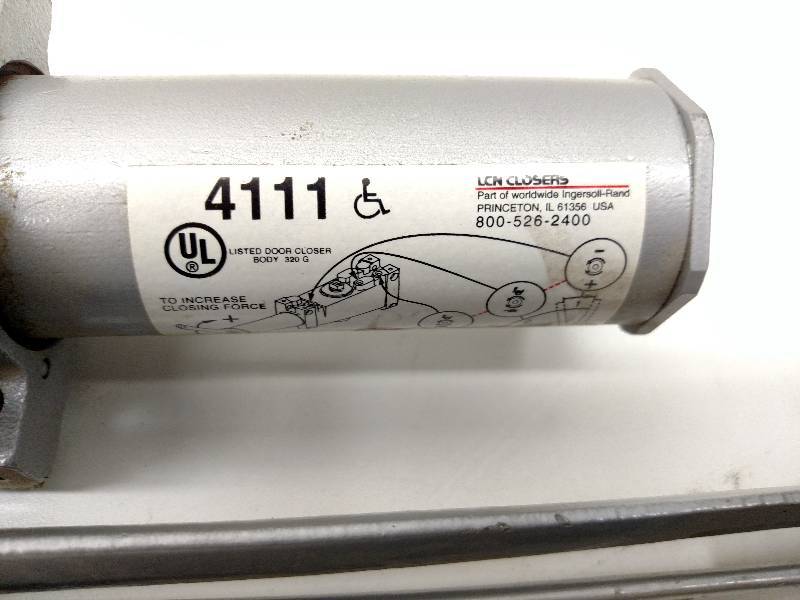 4111
LCN CLOSERS
Part of worldwide Ingersoll-Rand
PRINCETON, IL 61356 USA
800-526-2400
UL
®
LISTED DOOR CLOSER
BODY 320 G
TO INCREASE
CLOSING FORCE
+